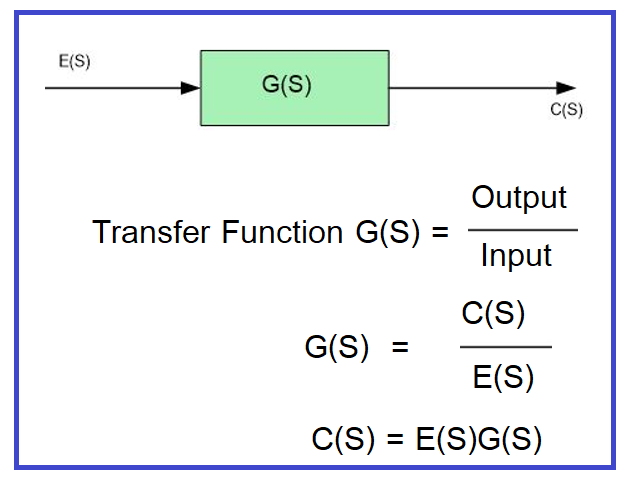 E(S)
G(S)
C(S)
Output
Transfer Function G(S) =
Input
C(S)
G(S) =
E(S)
C(S) = E(S)G(S)